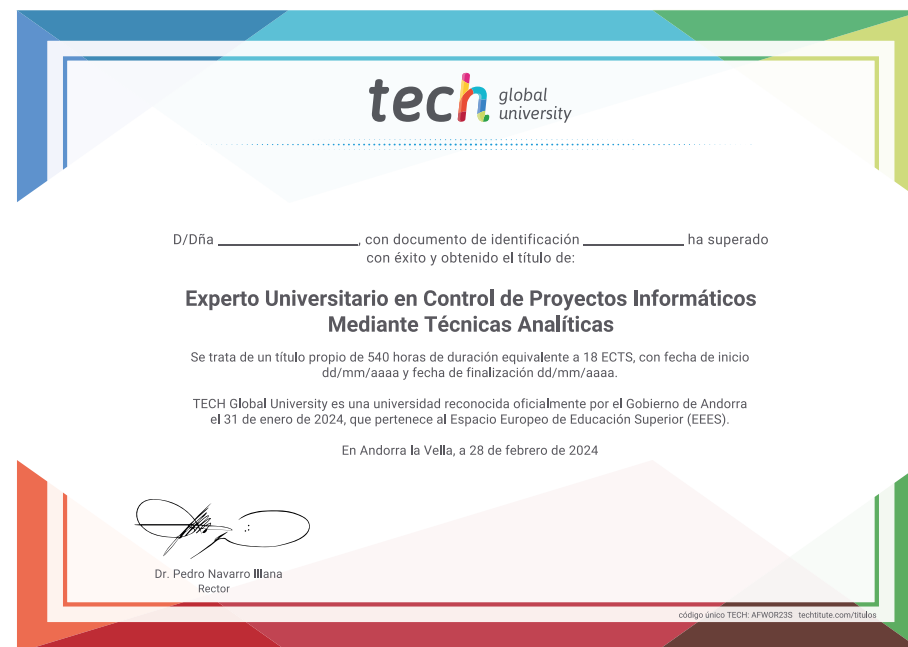 tech global
university
D/Dña ____________________, con documento de identificación ______________ ha superado
con éxito y obtenido el título de:
Experto Universitario en Control de Proyectos Informáticos
Mediante Técnicas Analíticas
Se trata de un título propio de 540 horas de duración equivalente a 18 ECTS, con fecha de inicio
dd/mm/aaaa y fecha de finalización dd/mm/aaaa.
TECH Global University es una universidad reconocida oficialmente por el Gobierno de Andorra
el 31 de enero de 2024, que pertenece al Espacio Europeo de Educación Superior (EEES).
En Andorra la Vella, a 28 de febrero de 2024
Dr. Pedro Navarro Illana
Rector
código único TECH: AFWOR23S techtitute.com/titulos